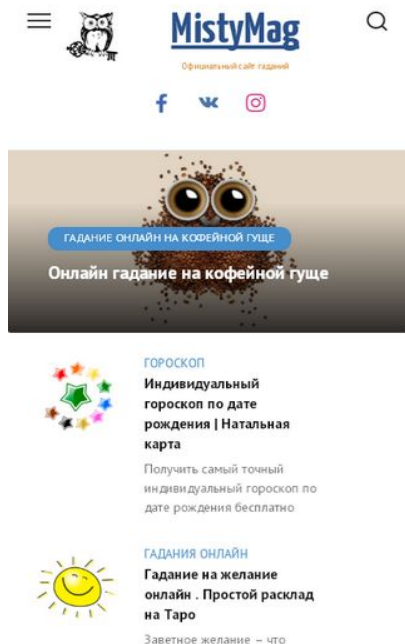 MistyMag
Официальный сайт гаданий
ГАДАНИЕ ОНЛАЙН НА КОФЕЙНОЙ ГУЩЕ
Онлайн гадание на кофейной гуще
ГОРОСКОП
Индивидуальный
гороскоп по дате
рождения | Натальная
карта
Получить самый точный
индивидуальный гороскоп по
дате рождения бесплатно
ГАДАНИЯ ОНЛАЙН
Гадание на желание
онлайн . Простой расклад
на Таро
Заветное желание – что